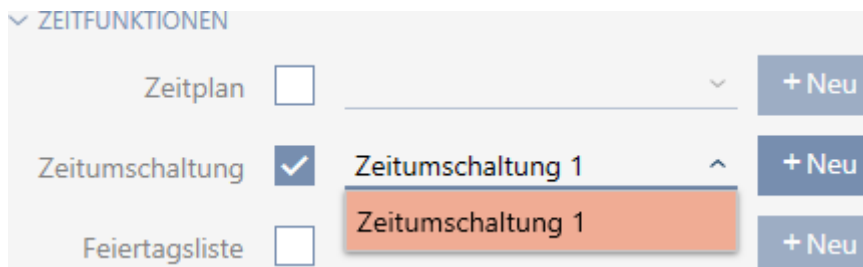 ZEITFUNKTIONEN
Zeitplan + Neu
Zeitumschaltung Zeitumschaltung 1 + Neu
Zeitumschaltung 1
Feiertagsliste + Neu